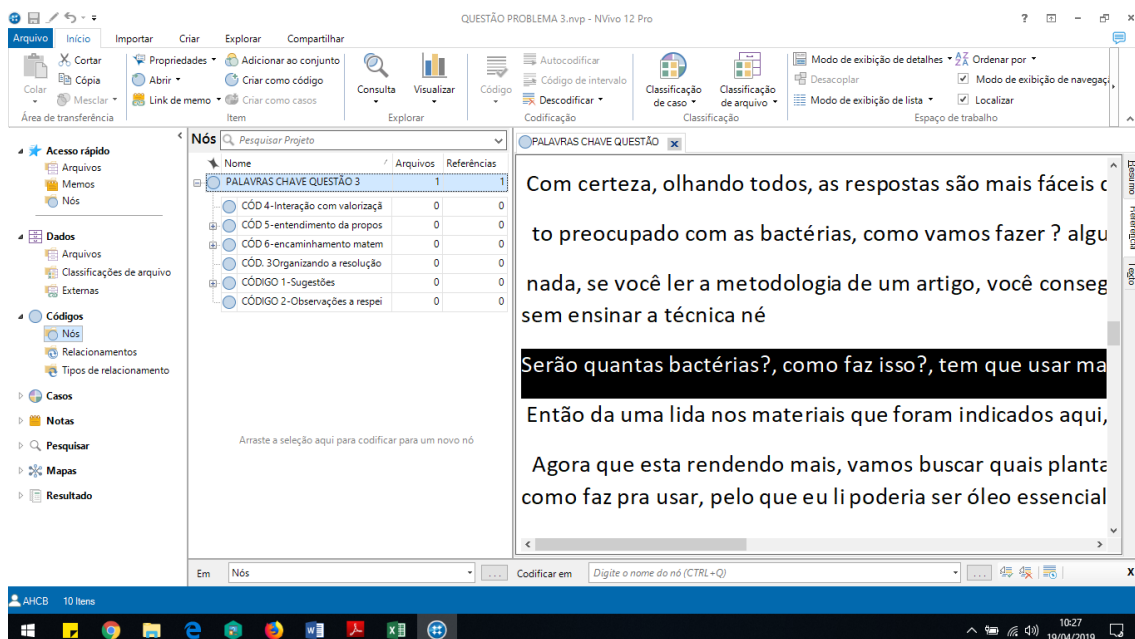 QUESTÃO PROBLEMA 3.nvp - NVivo 12 Pro
Arquivo Início Importar Criar Explorar Compartilhar
Colar
Cortar
Cópia
Mesclar
Área de transferência
Propriedades
Abrir
Link de memo
Adicionar ao conjunto
Criar como código
Criar como casos
Item
Consulta
Visualizar
Explorar
Código
Autocodificar
Código de intervalo
Descodificar
Codificação
Classificação de caso
Classificação de arquivo
Classificação
Modo de exibição de detalhes
Desacoplar
Modo de exibição de lista
Ordenar por
Modo de exibição de navegaç
Localizar
Espaço de trabalho
Acesso rápido
Arquivos
Memos
Nós
Dados
Arquivos
Classificações de arquivo
Externas
Códigos
Nós
Relacionamentos
Tipos de relacionamento
Casos
Notas
Pesquisar
Mapas
Resultado
Nós Pesquisar Projeto
Nome Arquivos Referências
PALAVRAS CHAVE QUESTÃO 3 1 1
CÓD 4-Interação com valorizaçã 0 0
CÓD 5-entendimento da propos 0 0
CÓD 6-encaminhamento matem 0 0
CÓD. 3Organizando a resolução 0 0
CÓDIGO 1-Sugestões 0 0
CÓDIGO 2-Observações a respei 0 0
Arraste a seleção aqui para codificar para um novo nó
PALAVRAS CHAVE QUESTÃO
Com certeza, olhando todos, as respostas são mais fáceis d
to preocupado com as bactérias, como vamos fazer ? algu
nada, se você ler a metodologia de um artigo, você conseg
sem ensinar a técnica né
Serão quantas bactérias?, como faz isso?, tem que usar ma
Então da uma lida nos materiais que foram indicados aqui,
Agora que esta rendendo mais, vamos buscar quais planta
como faz pra usar, pelo que eu li poderia ser óleo essencial
Resumo
Referência
Texto
Em Nós ... Codificar em Digite o nome do nó (CTRL+Q) ... X
AHCB 10 Itens
10:27
19/04/2019